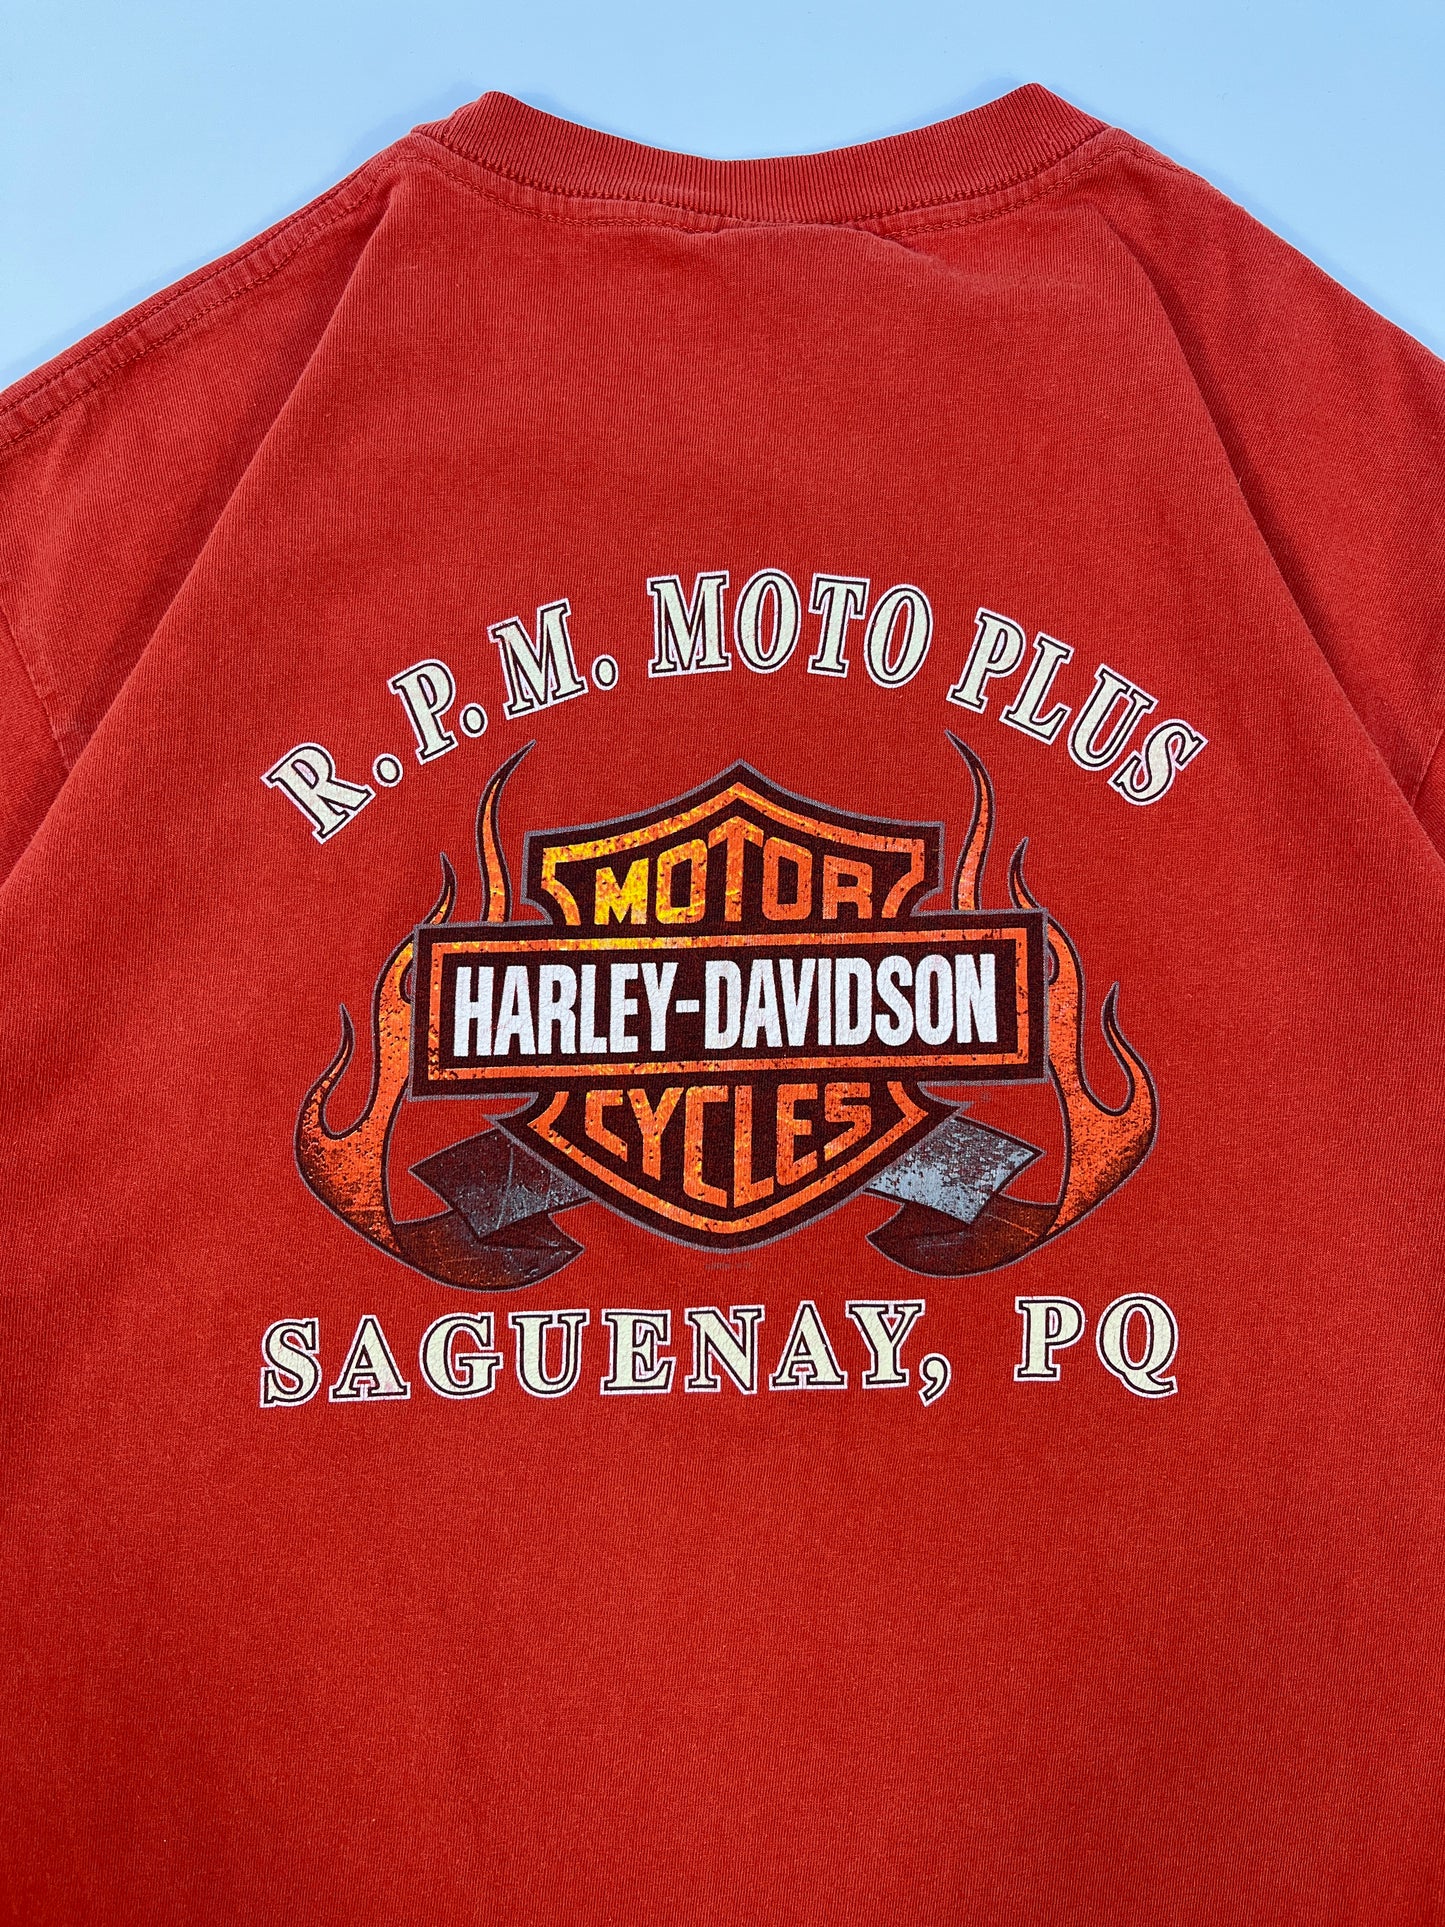 R.P.M. MOTO PLUS
MOTOR
HARLEY-DAVIDSON
CYCLES
SAGUENAY, PQ